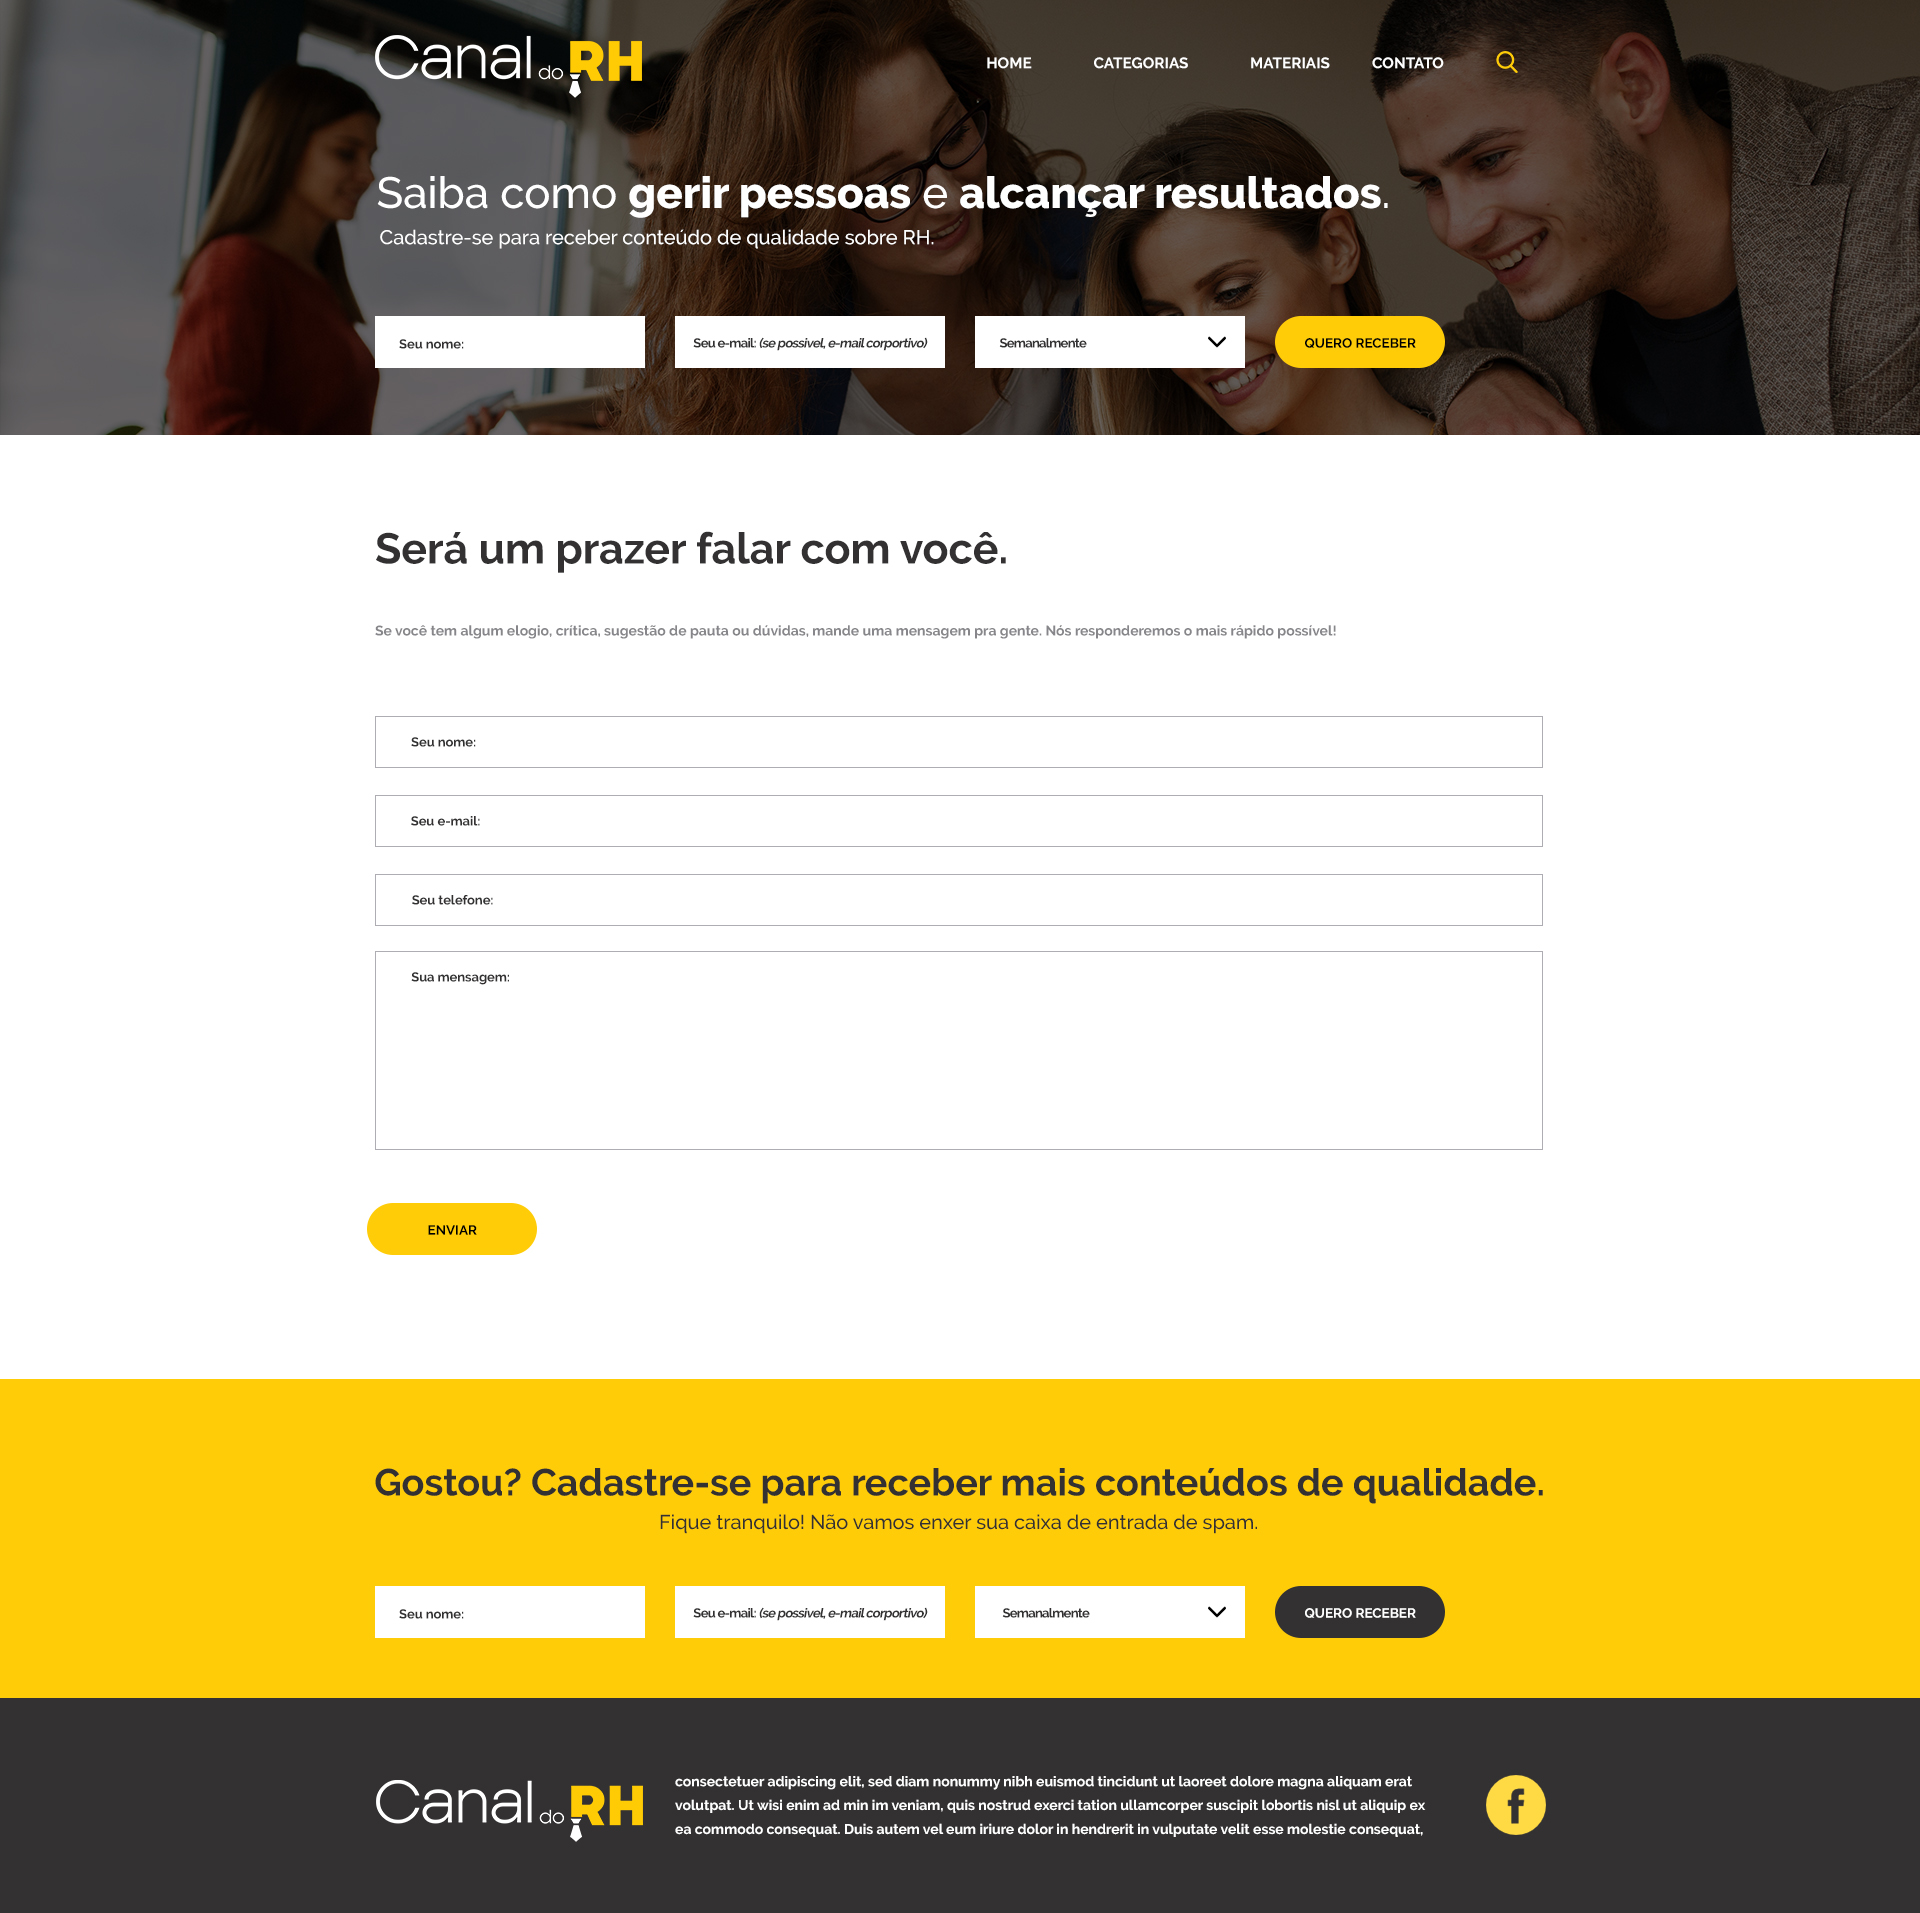 Canal do RH
HOME CATEGORIAS MATERIAIS CONTATO
Saiba como gerir pessoas e alcançar resultados.
Cadastre-se para receber conteúdo de qualidade sobre RH.
Seu nome: Seu e-mail: (se possivel, e-mail corportivo) Semanalmente QUERO RECEBER
Será um prazer falar com você.
Se você tem algum elogio, crítica, sugestão de pauta ou dúvidas, mande uma mensagem pra gente. Nós responderemos o mais rápido possível!
Seu nome:
Seu e-mail:
Seu telefone:
Sua mensagem:
ENVIAR
Gostou? Cadastre-se para receber mais conteúdos de qualidade.
Fique tranquilo! Não vamos enxer sua caixa de entrada de spam.
Seu nome: Seu e-mail: (se possivel, e-mail corportivo) Semanalmente QUERO RECEBER
Canal do RH
consectetuer adipiscing elit, sed diam nonummy nibh euismod tincidunt ut laoreet dolore magna aliquam erat
volutpat. Ut wisi enim ad min im veniam, quis nostrud exerci tation ullamcorper suscipit lobortis nisl ut aliquip ex
ea commodo consequat. Duis autem vel eum iriure dolor in hendrerit in vulputate velit esse molestie consequat,
f